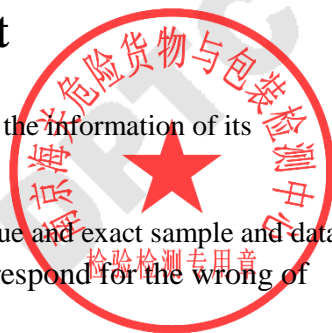 t
the information of its
ue and exact sample and data
respond for the wrong of
南京海关危险货物与包装检测中心
检验检测专用章